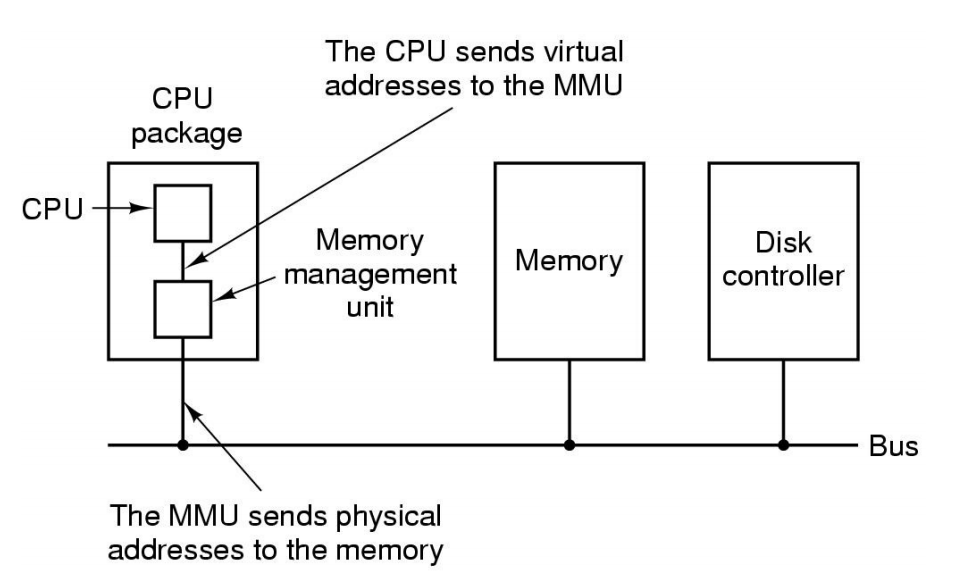 The CPU sends virtual
addresses to the MMU
CPU
package
CPU
Memory
management
unit
Memory
Disk
controller
Bus
The MMU sends physical
addresses to the memory